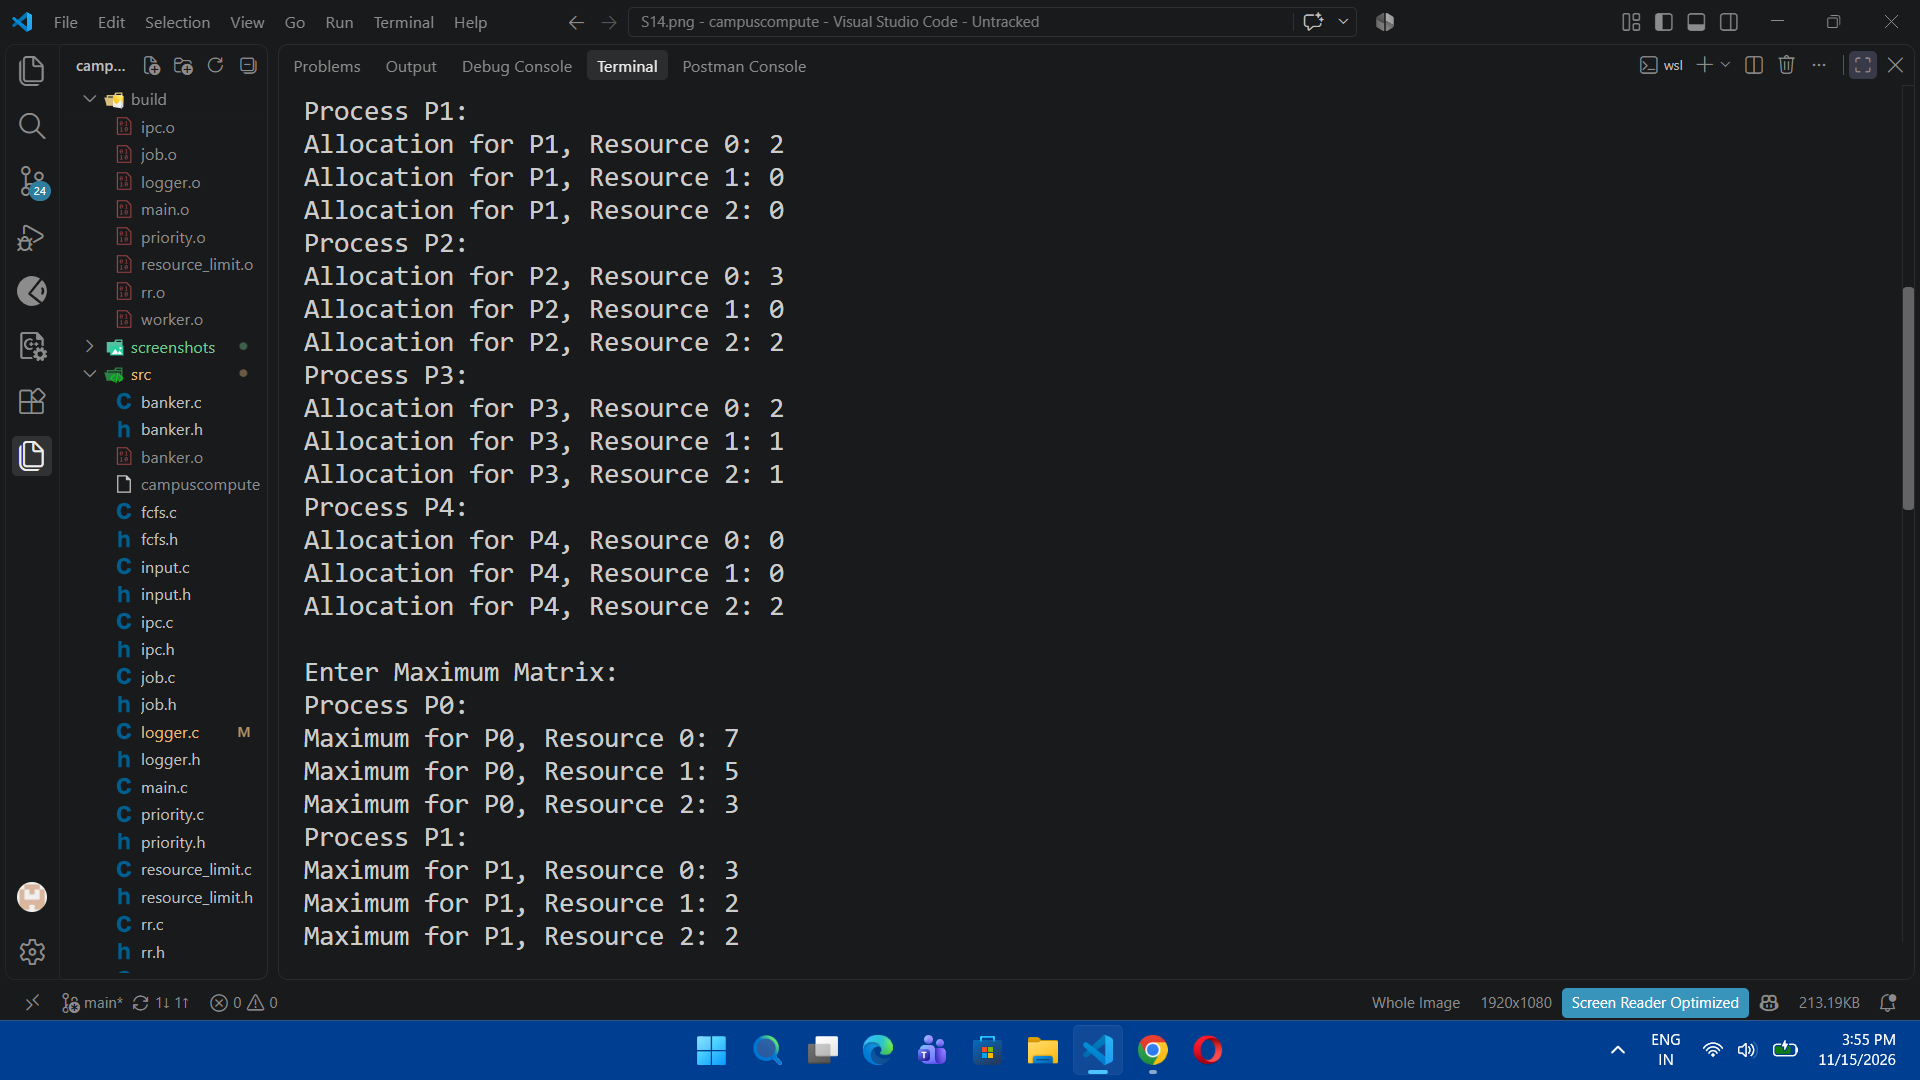 File Edit Selection View Go Run Terminal Help
S14.png - campuscompute - Visual Studio Code - Untracked
camp...
build
ipc.o
job.o
logger.o
main.o
priority.o
resource_limit.o
rr.o
worker.o
screenshots
src
banker.c
banker.h
banker.o
campuscompute
fcfs.c
fcfs.h
input.c
input.h
ipc.c
ipc.h
job.c
job.h
logger.c M
logger.h
main.c
priority.c
priority.h
resource_limit.c
resource_limit.h
rr.c
rr.h
24
Problems Output Debug Console Terminal Postman Console
wsl
Process P1:
Allocation for P1, Resource 0: 2
Allocation for P1, Resource 1: 0
Allocation for P1, Resource 2: 0
Process P2:
Allocation for P2, Resource 0: 3
Allocation for P2, Resource 1: 0
Allocation for P2, Resource 2: 2
Process P3:
Allocation for P3, Resource 0: 2
Allocation for P3, Resource 1: 1
Allocation for P3, Resource 2: 1
Process P4:
Allocation for P4, Resource 0: 0
Allocation for P4, Resource 1: 0
Allocation for P4, Resource 2: 2
Enter Maximum Matrix:
Process P0:
Maximum for P0, Resource 0: 7
Maximum for P0, Resource 1: 5
Maximum for P0, Resource 2: 3
Process P1:
Maximum for P1, Resource 0: 3
Maximum for P1, Resource 1: 2
Maximum for P1, Resource 2: 2
main* 1↓ 1↑ 0 0
Whole Image 1920x1080 Screen Reader Optimized 213.19KB
ENG
IN
3:55 PM
11/15/2026